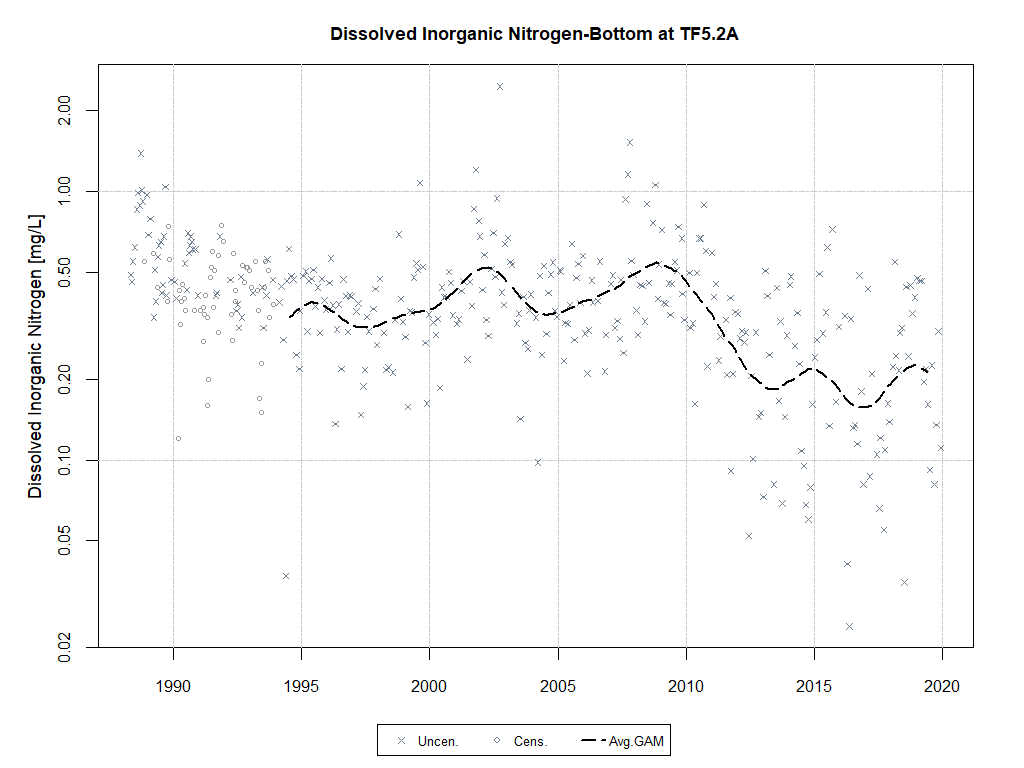 Dissolved Inorganic Nitrogen-Bottom at TF5.2A
Dissolved Inorganic Nitrogen [mg/L]
2.00
1.00
0.50
0.20
0.10
0.05
0.02
1990 1995 2000 2005 2010 2015 2020
Uncen. Cens. Avg.GAM